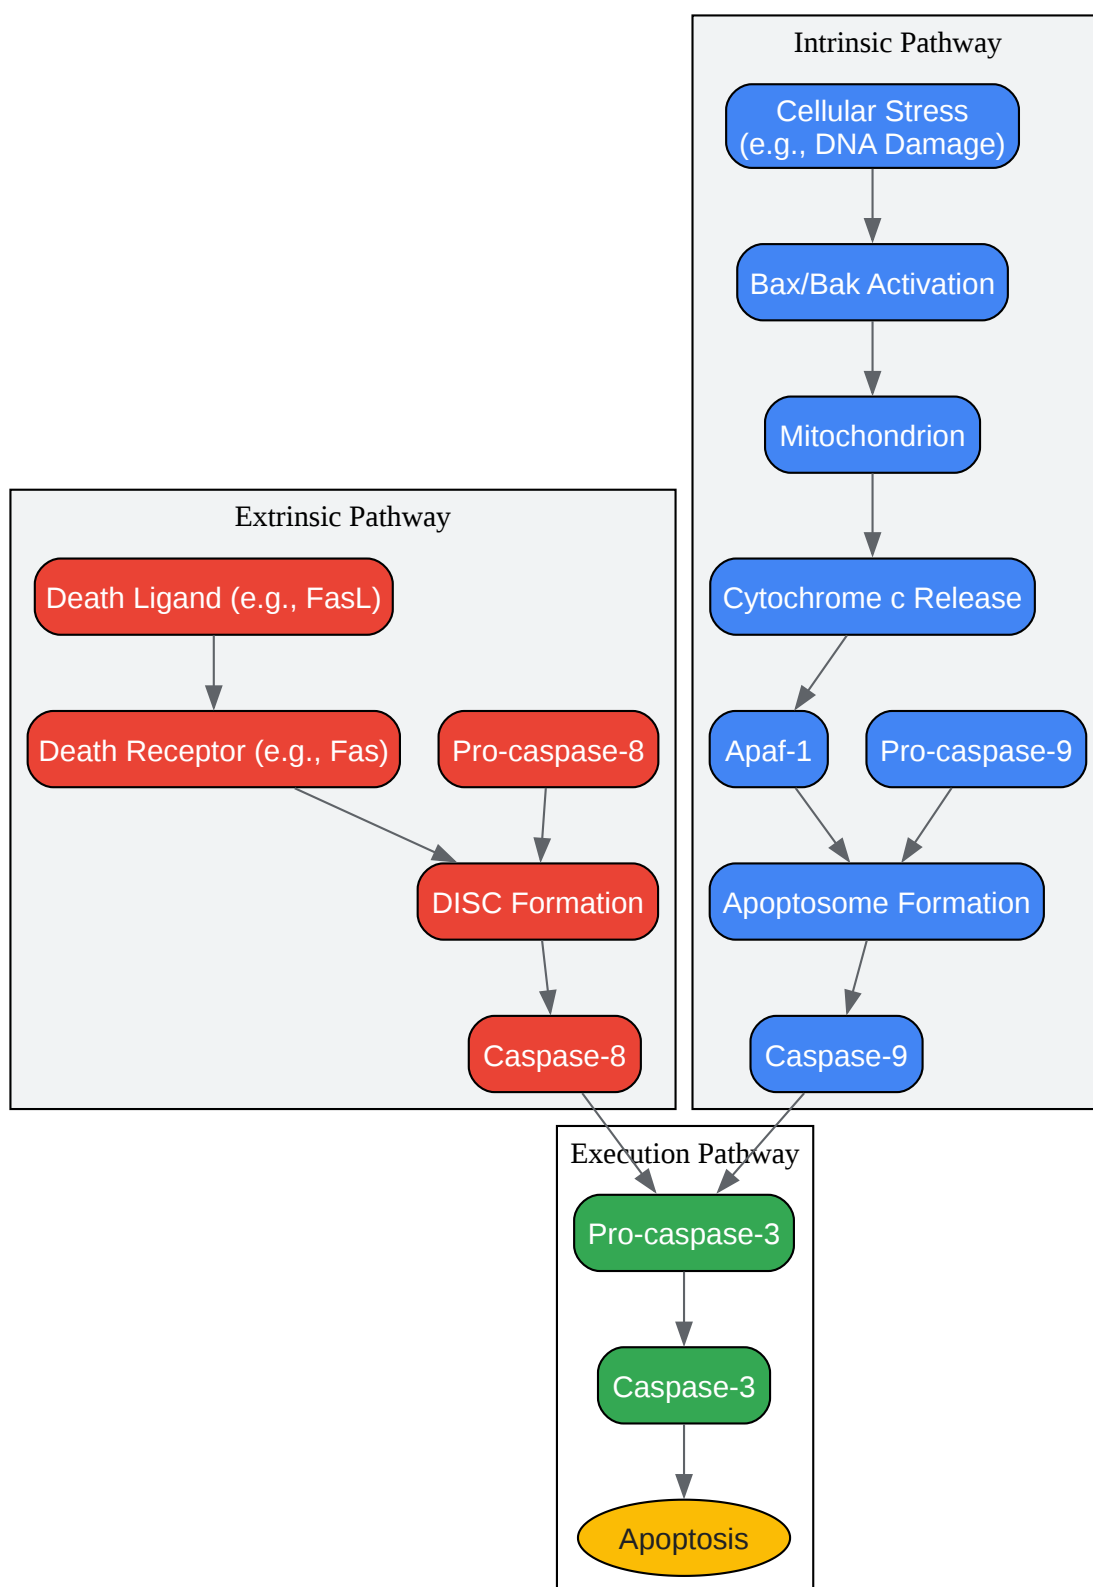 Intrinsic Pathway
Cellular Stress
(e.g., DNA Damage)
Bax/Bak Activation
Mitochondrion
Cytochrome c Release
Apaf-1
Pro-caspase-9
Apoptosome Formation
Caspase-9
Extrinsic Pathway
Death Ligand (e.g., FasL)
Death Receptor (e.g., Fas)
Pro-caspase-8
DISC Formation
Caspase-8
Execution Pathway
Pro-caspase-3
Caspase-3
Apoptosis